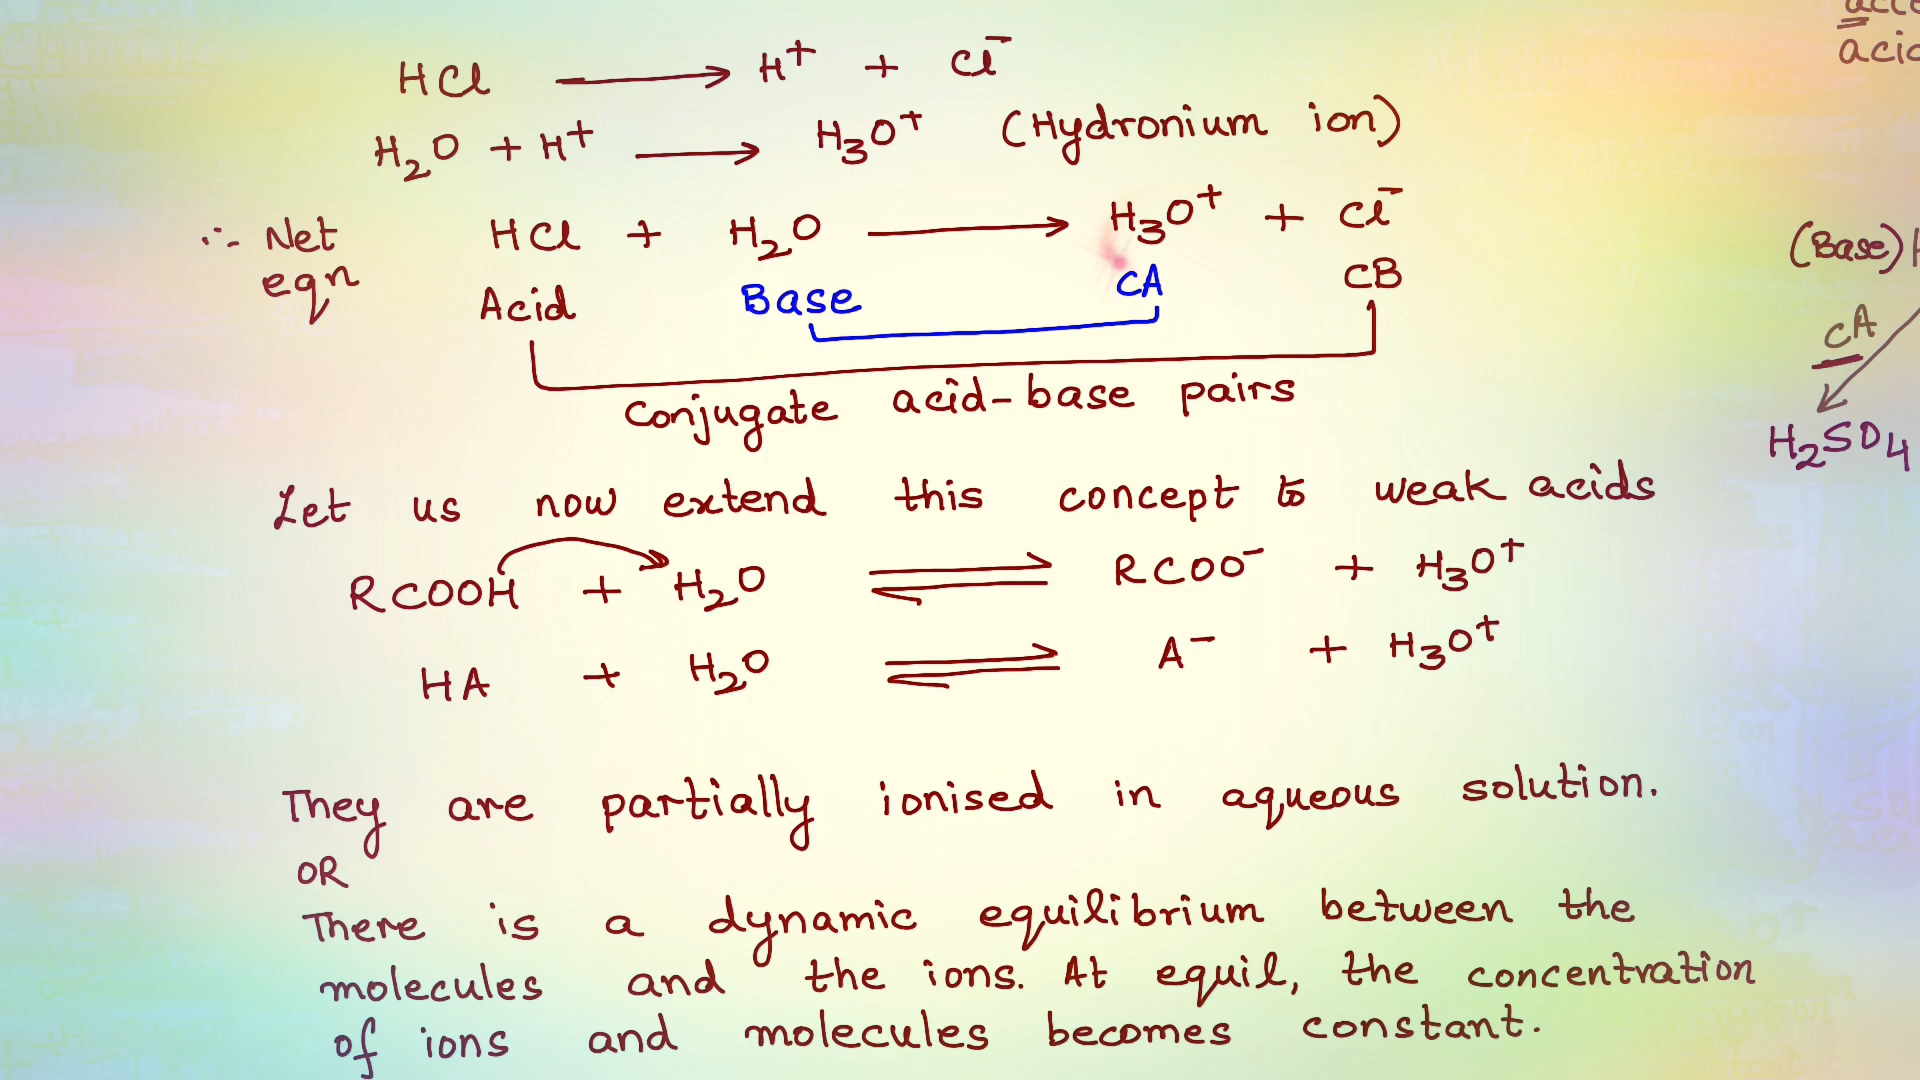 HCl ⟶ H⁺ + Cl⁻
H₂O + H⁺ ⟶ H₃O⁺ (Hydronium ion)
∴ Net eqn HCl + H₂O ⟶ H₃O⁺ + Cl⁻
Acid Base CA CB
Conjugate acid-base pairs
Let us now extend this concept to weak acids
RCOOH + H₂O ⇌ RCOO⁻ + H₃O⁺
HA + H₂O ⇌ A⁻ + H₃O⁺
They are partially ionised in aqueous solution.
OR
There is a dynamic equilibrium between the
molecules and the ions. At equil, the concentration
of ions and molecules becomes constant.
acid
(Base)
CA
H₂SO₄